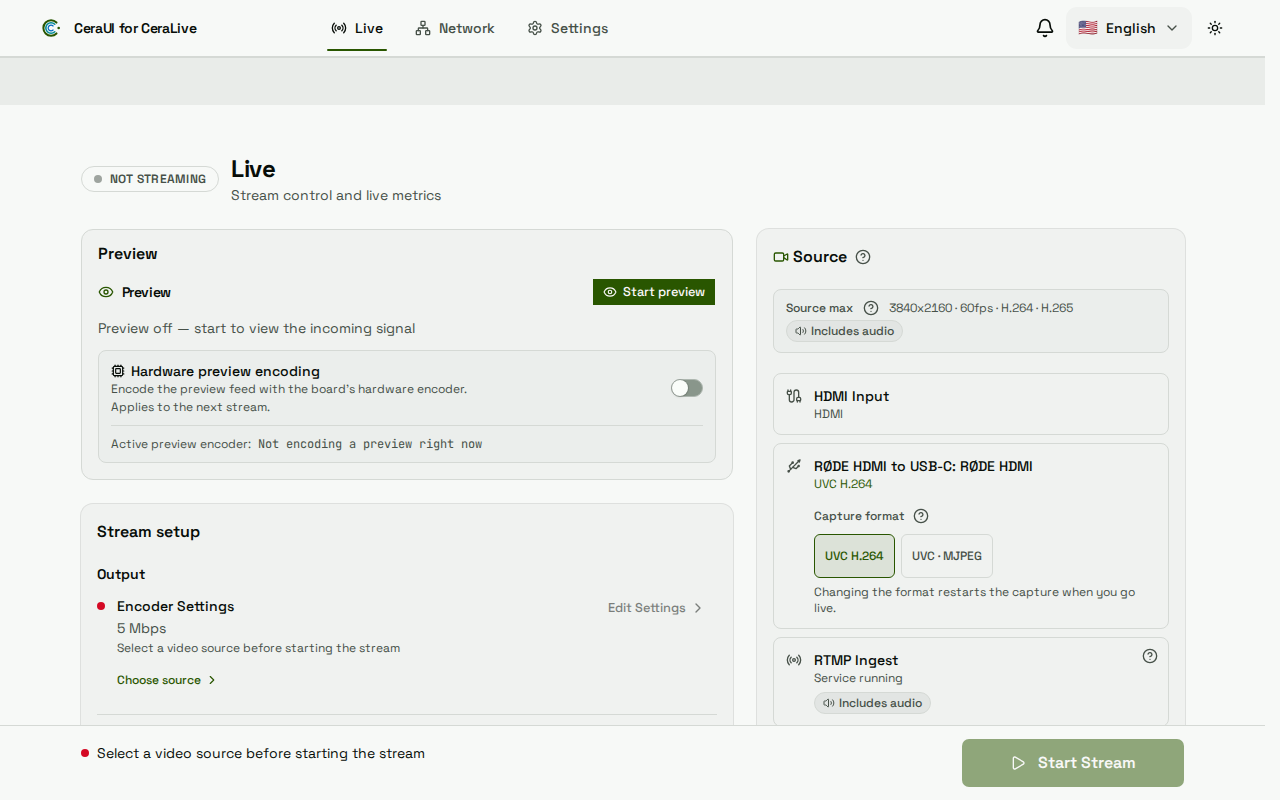 CeraUI for CeraLive
Live
Network
Settings
English
NOT STREAMING
Live
Stream control and live metrics
Preview
Preview
Start preview
Preview off — start to view the incoming signal
Hardware preview encoding
Encode the preview feed with the board's hardware encoder.
Applies to the next stream.
Active preview encoder: Not encoding a preview right now
Stream setup
Output
Encoder Settings
Edit Settings
5 Mbps
Select a video source before starting the stream
Choose source
Source
Source max 3840x2160 · 60fps · H.264 · H.265
Includes audio
HDMI Input
HDMI
RØDE HDMI to USB-C: RØDE HDMI
UVC H.264
Capture format
UVC H.264
UVC · MJPEG
Changing the format restarts the capture when you go
live.
RTMP Ingest
Service running
Includes audio
Select a video source before starting the stream
Start Stream